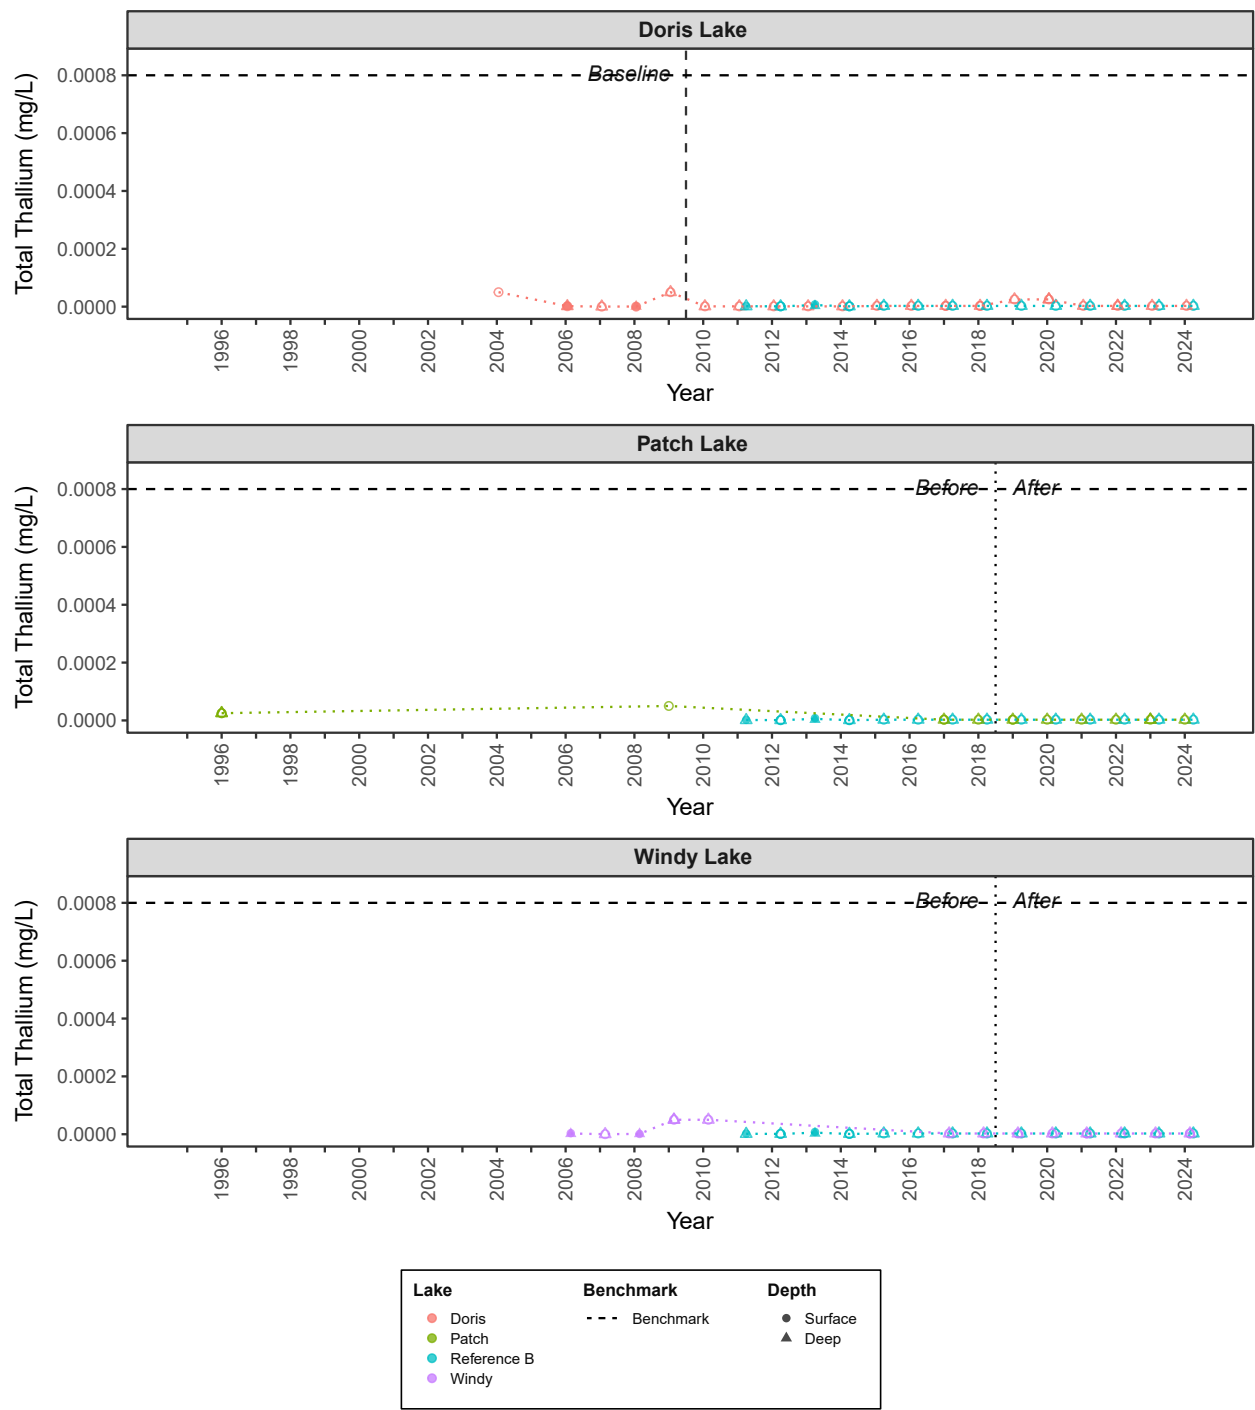 Doris Lake
Total Thallium (mg/L)
0.0008
0.0006
0.0004
0.0002
0.0000
Baseline
1996 1998 2000 2002 2004 2006 2008 2010 2012 2014 2016 2018 2020 2022 2024
Year
Patch Lake
Total Thallium (mg/L)
0.0008
0.0006
0.0004
0.0002
0.0000
Before After
1996 1998 2000 2002 2004 2006 2008 2010 2012 2014 2016 2018 2020 2022 2024
Year
Windy Lake
Total Thallium (mg/L)
0.0008
0.0006
0.0004
0.0002
0.0000
Before After
1996 1998 2000 2002 2004 2006 2008 2010 2012 2014 2016 2018 2020 2022 2024
Year
Lake
Doris
Patch
Reference B
Windy
Benchmark
Benchmark
Depth
Surface
Deep